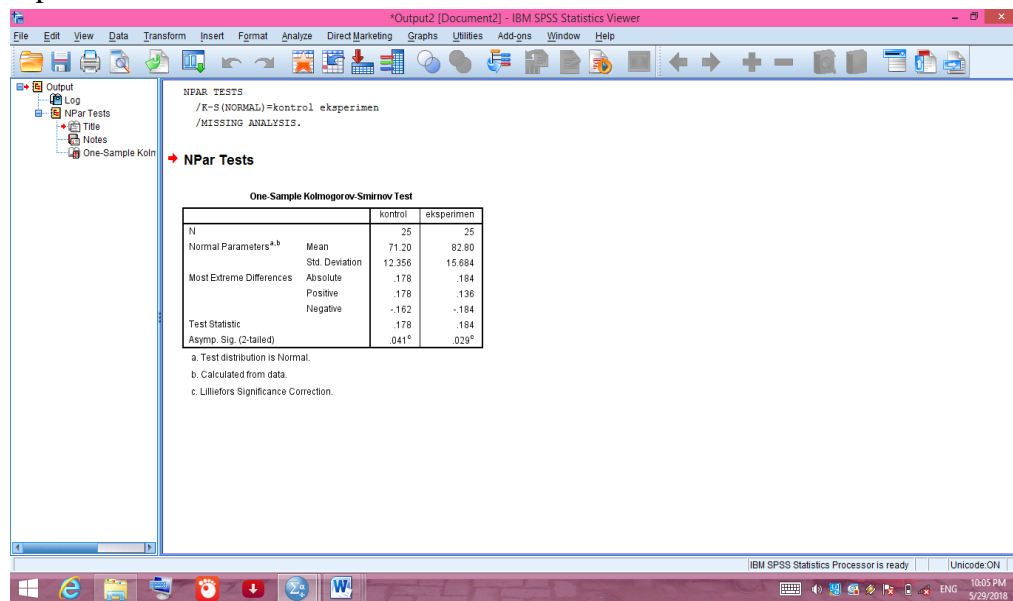 *Output2 [Document2] - IBM SPSS Statistics Viewer
File Edit View Data Transform Insert Format Analyze Direct Marketing Graphs Utilities Add-ons Window Help
Output
Log
NPar Tests
Title
Notes
One-Sample Kolm
NPAR TESTS
/K-S(NORMAL)=kontrol eksperimen
/MISSING ANALYSIS.
NPar Tests
One-Sample Kolmogorov-Smirnov Test
kontrol eksperimen
N 25 25
Normal Parameters a,b Mean 71.20 82.80
Std. Deviation 12.356 15.684
Most Extreme Differences Absolute .178 .184
Positive .178 .136
Negative -.162 -.184
Test Statistic .178 .184
Asymp. Sig. (2-tailed) .041 c .029 c
a. Test distribution is Normal.
b. Calculated from data.
c. Lilliefors Significance Correction.
IBM SPSS Statistics Processor is ready Unicode:ON
ENG 10:05 PM
5/29/2018